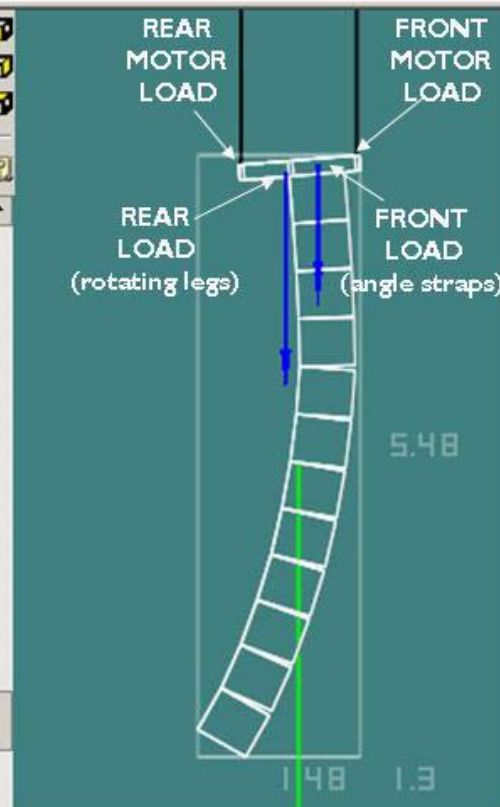 REAR
MOTOR
LOAD
FRONT
MOTOR
LOAD
REAR
LOAD
(rotating legs)
FRONT
LOAD
(angle straps)
5.48
1.48 1.3